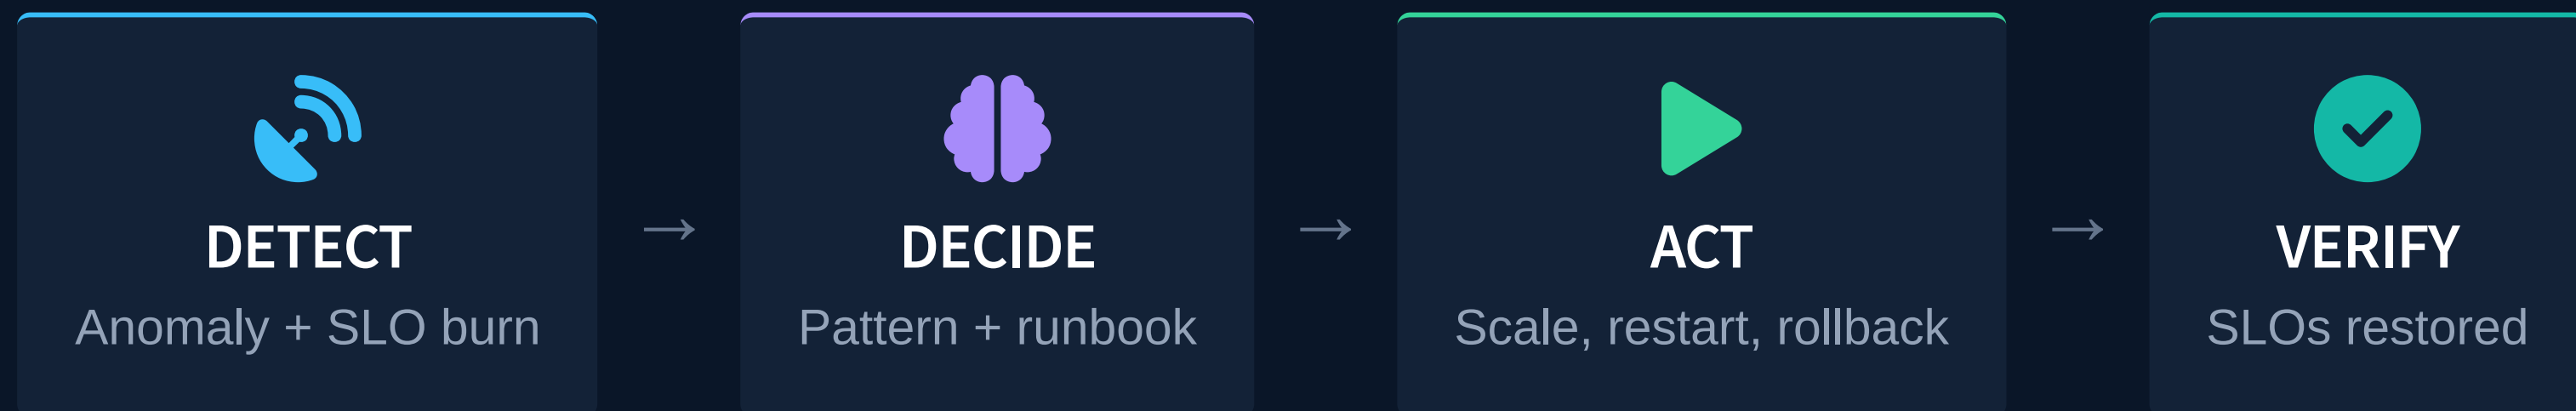 DETECT
Anomaly + SLO burn
→
DECIDE
Pattern + runbook
→
ACT
Scale, restart, rollback
→
VERIFY
SLOs restored